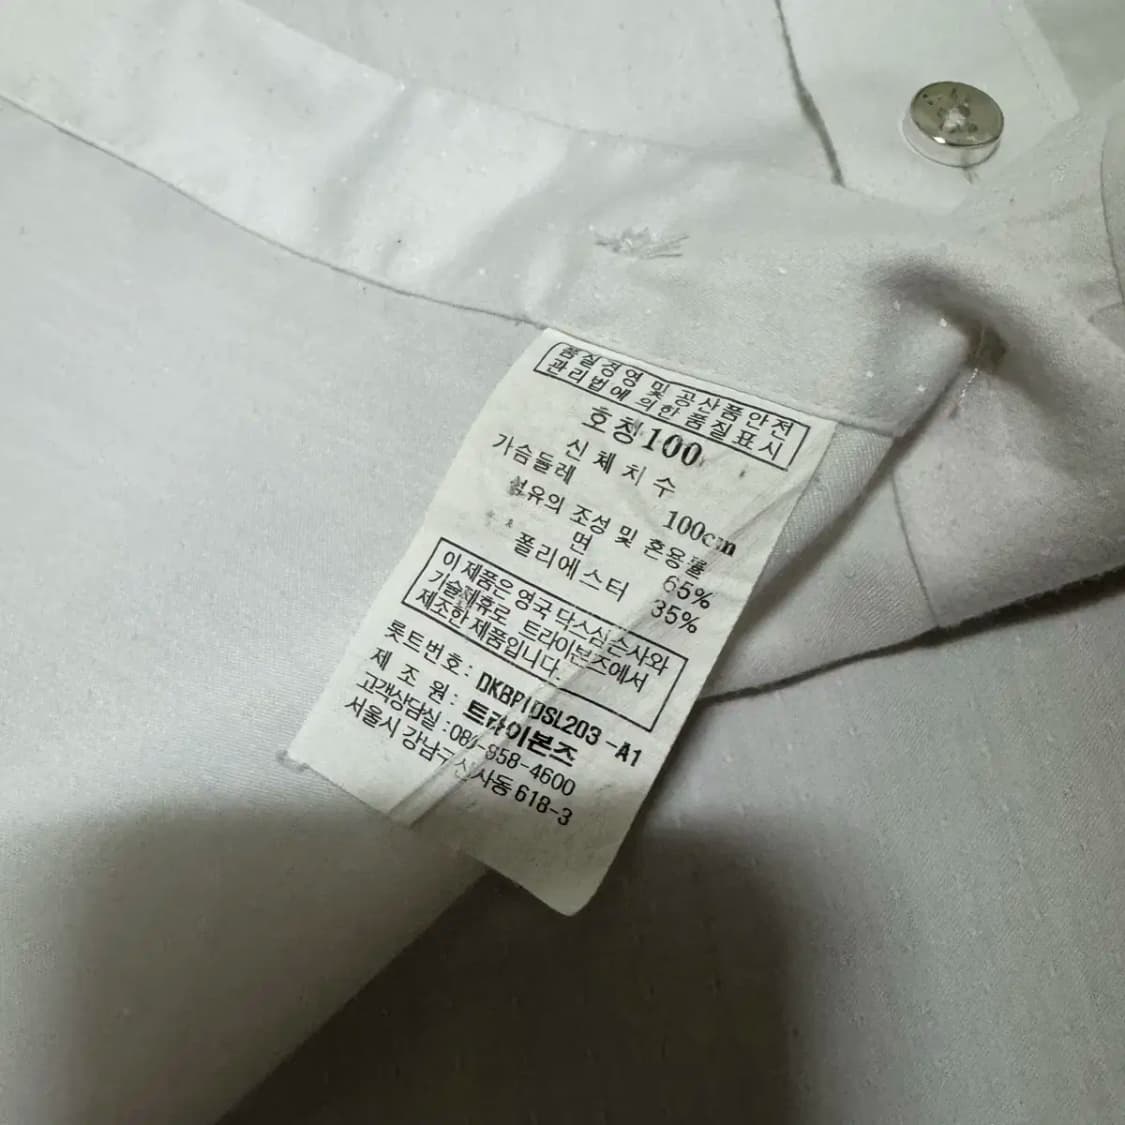 품질경영 및 공산품안전
관리법에 의한 품질표시
호칭 100
신체치수
가슴둘레 100cm
섬유의 조성 및 혼용률
면 65%
폴리에스터 35%
이 제품은 영국 닥스심슨사와
기술제휴로 트라이본즈에서
제조한 제품입니다.
롯트번호: -A1
제 조 원: 트라이본즈
고객상담실: 080-958-4600
서울시 강남구 신사동 618-3